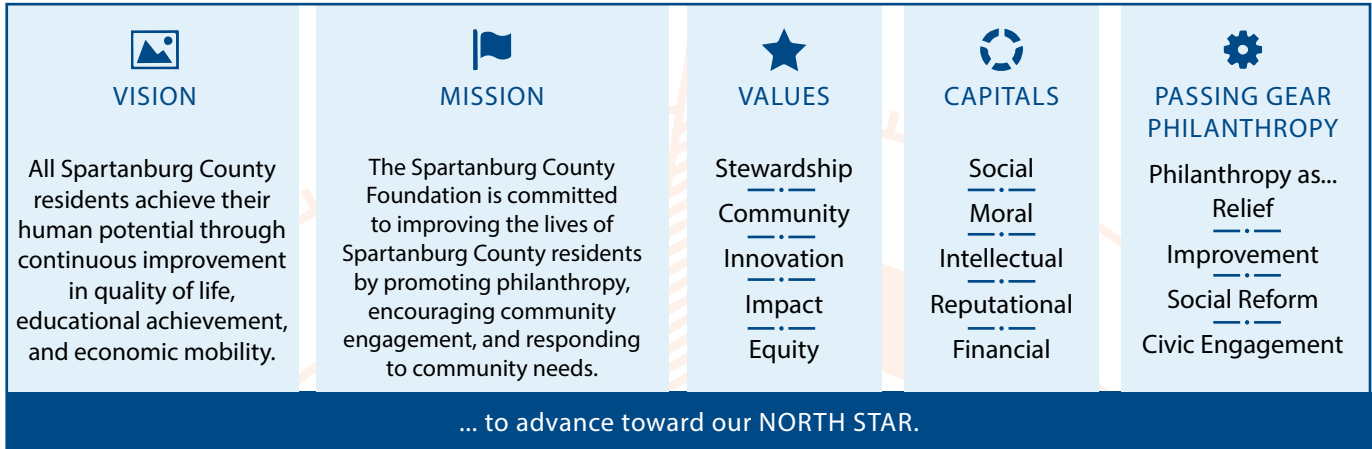 VISION
All Spartanburg County
residents achieve their
human potential through
continuous improvement
in quality of life,
educational achievement,
and economic mobility.
MISSION
The Spartanburg County
Foundation is committed
to improving the lives of
Spartanburg County residents
by promoting philanthropy,
encouraging community
engagement, and responding
to community needs.
VALUES
Stewardship
Community
Innovation
Impact
Equity
CAPITALS
Social
Moral
Intellectual
Reputational
Financial
PASSING GEAR
PHILANTHROPY
Philanthropy as...
Relief
Improvement
Social Reform
Civic Engagement
... to advance toward our NORTH STAR.